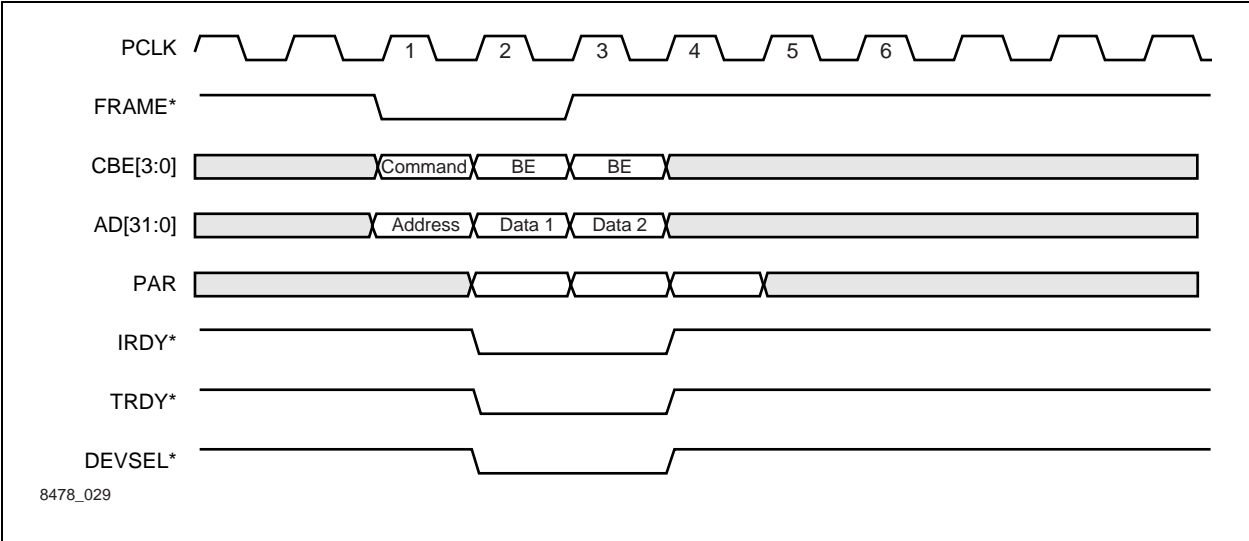 PCLK 1 2 3 4 5 6
FRAME*
CBE[3:0] Command BE BE
AD[31:0] Address Data 1 Data 2
PAR
IRDY*
TRDY*
DEVSEL*
8478_029